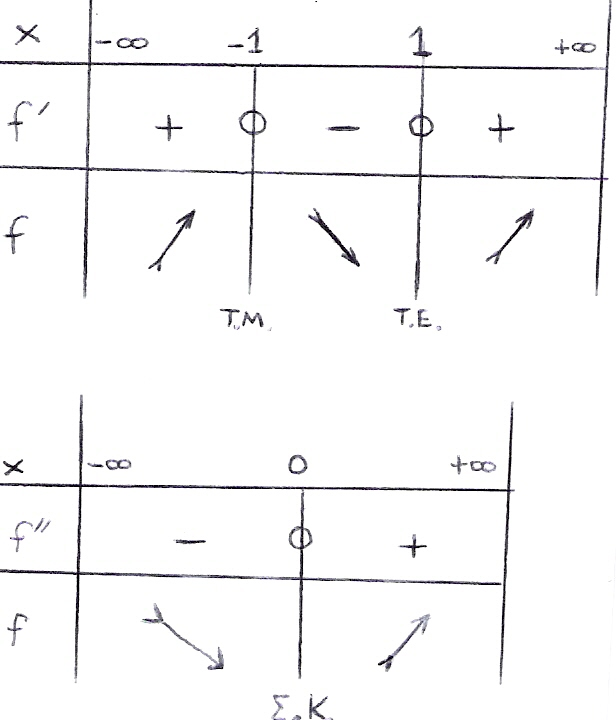 x -∞ -1 1 +∞
f′ + 0 − 0 +
f ↗ ↘ ↗
Τ.Μ. Τ.Ε.
x -∞ 0 +∞
f″ − 0 +
f ↘ ↗
Σ.Κ.